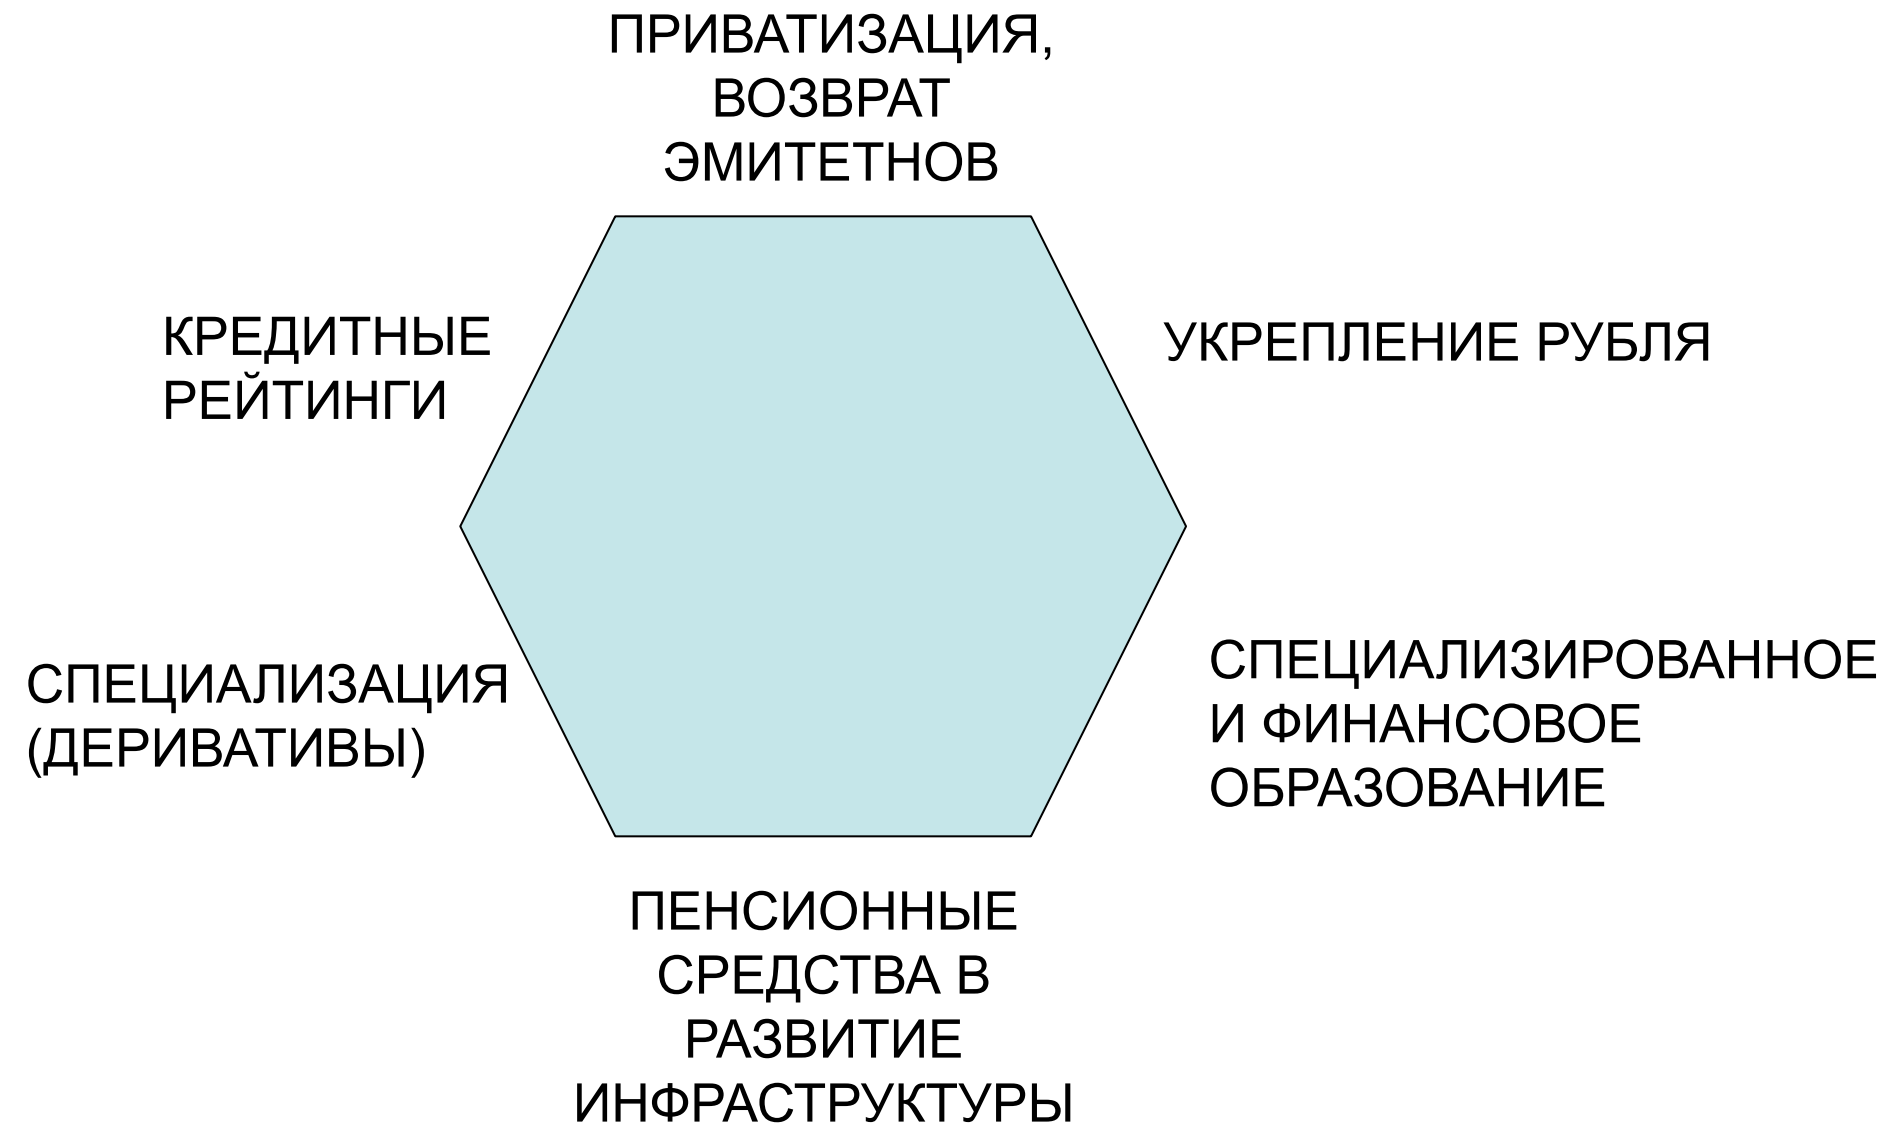 ПРИВАТИЗАЦИЯ,
ВОЗВРАТ
ЭМИТЕТНОВ
КРЕДИТНЫЕ
РЕЙТИНГИ
УКРЕПЛЕНИЕ РУБЛЯ
СПЕЦИАЛИЗАЦИЯ
(ДЕРИВАТИВЫ)
СПЕЦИАЛИЗИРОВАННОЕ
И ФИНАНСОВОЕ
ОБРАЗОВАНИЕ
ПЕНСИОННЫЕ
СРЕДСТВА В
РАЗВИТИЕ
ИНФРАСТРУКТУРЫ